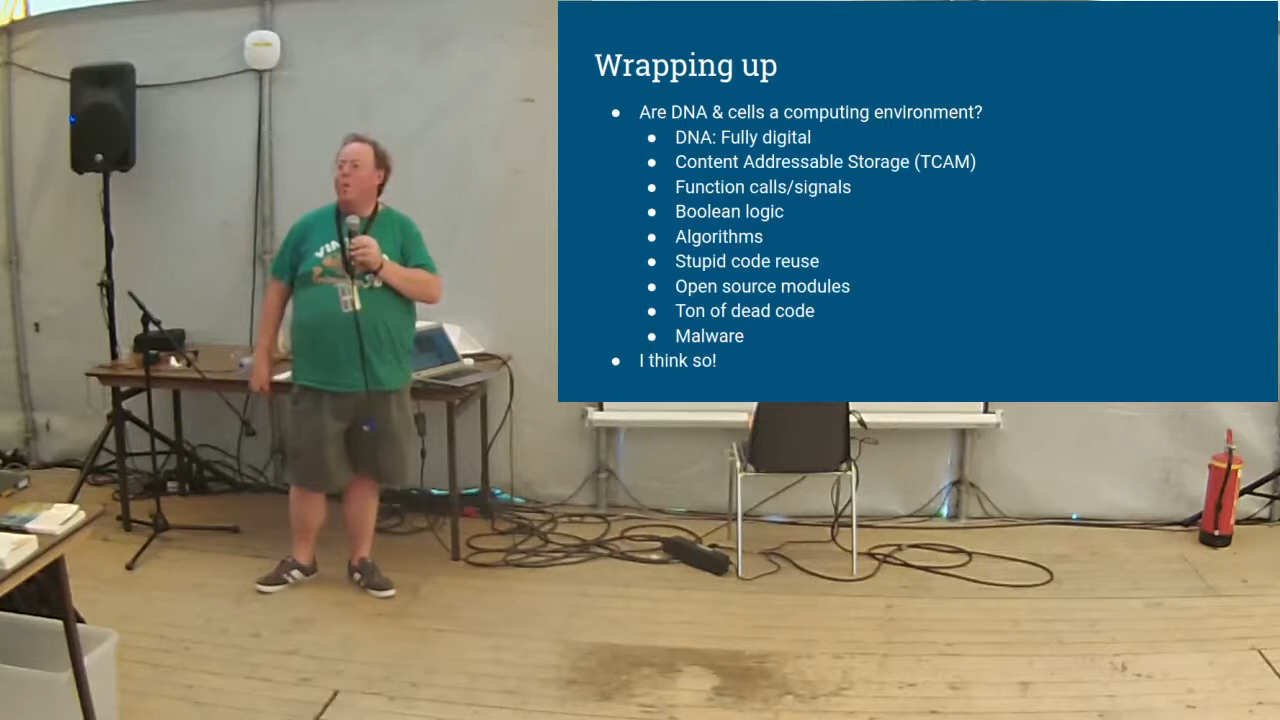 Wrapping up
● Are DNA & cells a computing environment?
● DNA: Fully digital
● Content Addressable Storage (TCAM)
● Function calls/signals
● Boolean logic
● Algorithms
● Stupid code reuse
● Open source modules
● Ton of dead code
● Malware
● I think so!